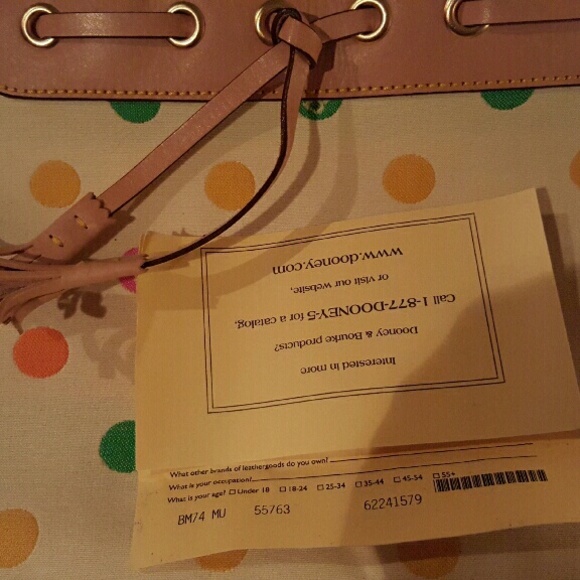 Interested in more
Dooney & Bourke products?
Call 1-877-DOONEY-5 for a catalog,
or visit our website,
www.dooney.com
What other brands of leathergoods do you own?
What is your occupation?
What is your age? ☐ Under 18 ☐ 18-24 ☐ 25-34 ☐ 35-44 ☐ 45-54 ☐ 55+
BM74 MU 55763 62241579